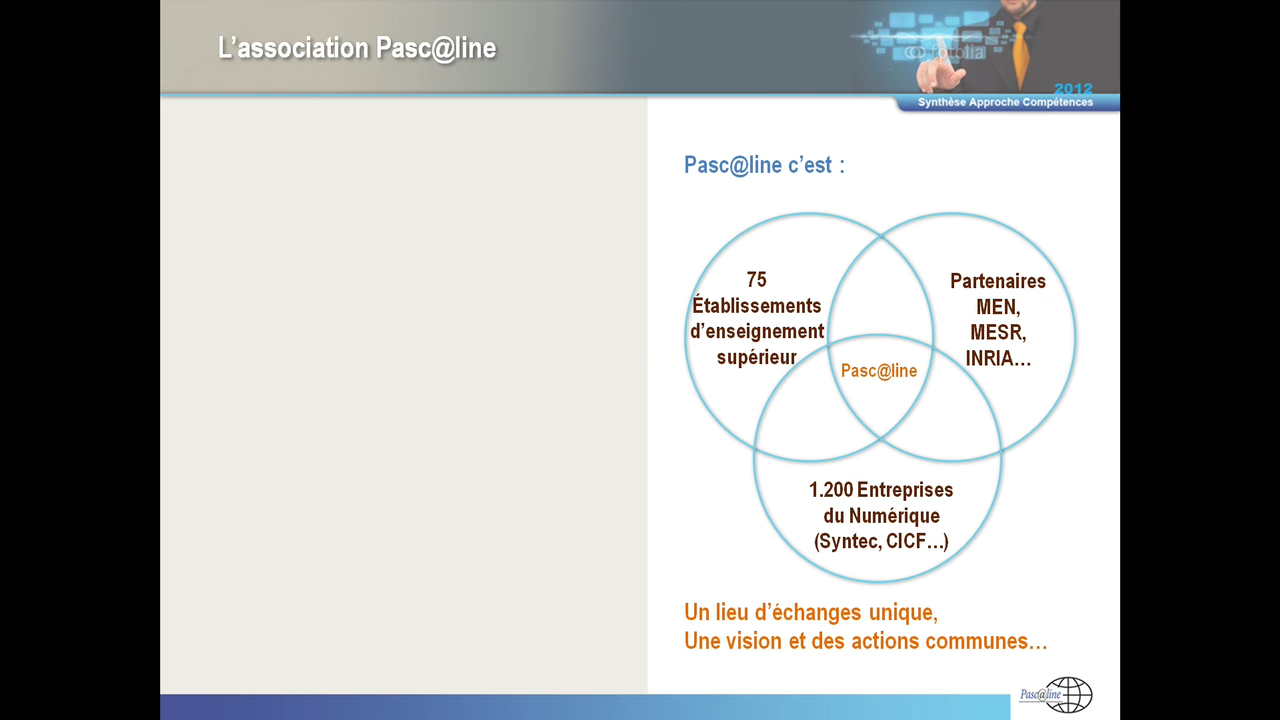 L’association Pasc@line
fotolia
2012
Synthèse Approche Compétences
Pasc@line c’est :
75
Établissements
d’enseignement
supérieur
Partenaires
MEN,
MESR,
INRIA…
Pasc@line
1.200 Entreprises
du Numérique
(Syntec, CICF…)
Un lieu d’échanges unique,
Une vision et des actions communes…
Pasc@line